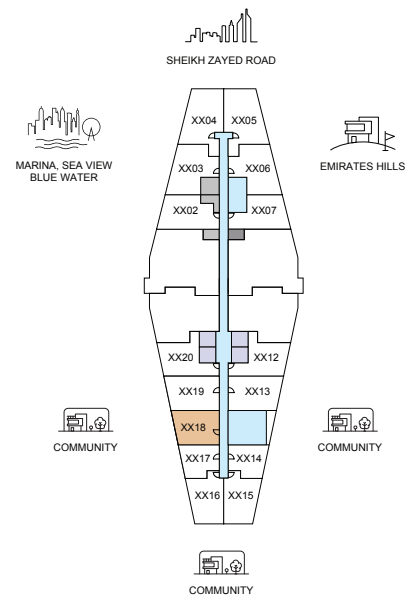 SHEIKH ZAYED ROAD
XX04 XX05
MARINA, SEA VIEW
BLUE WATER
EMIRATES HILLS
XX03 XX06
XX02 XX07
XX20 XX12
XX19 XX13
XX18
COMMUNITY
COMMUNITY
XX17 XX14
XX16 XX15
COMMUNITY